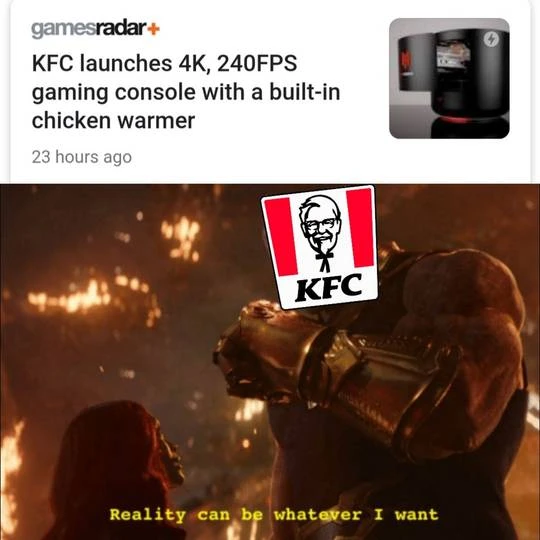 gamesradar+
KFC launches 4K, 240FPS
gaming console with a built-in
chicken warmer
23 hours ago
KFC
Reality can be whatever I want